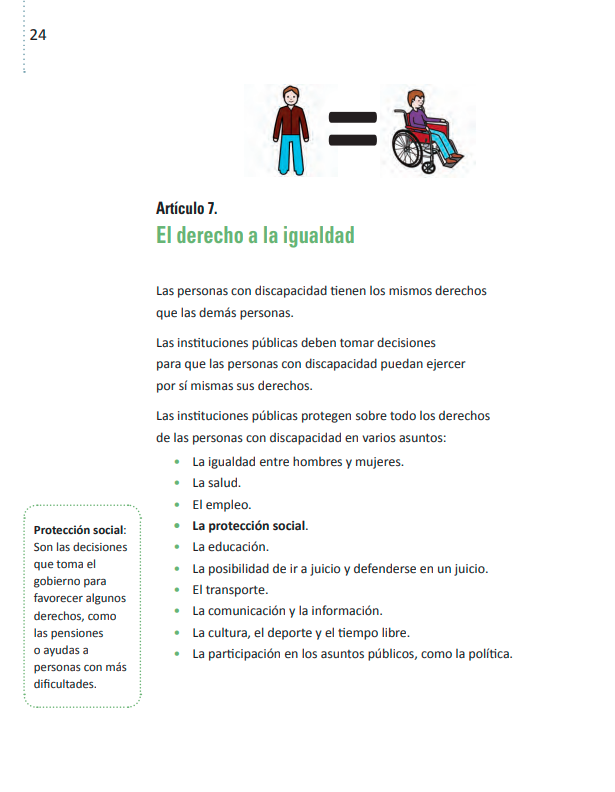 24
Artículo 7.
El derecho a la igualdad
Las personas con discapacidad tienen los mismos derechos
que las demás personas.
Las instituciones públicas deben tomar decisiones
para que las personas con discapacidad puedan ejercer
por sí mismas sus derechos.
Las instituciones públicas protegen sobre todo los derechos
de las personas con discapacidad en varios asuntos:
• La igualdad entre hombres y mujeres.
• La salud.
• El empleo.
• La protección social.
• La educación.
• La posibilidad de ir a juicio y defenderse en un juicio.
• El transporte.
• La comunicación y la información.
• La cultura, el deporte y el tiempo libre.
• La participación en los asuntos públicos, como la política.
Protección social:
Son las decisiones
que toma el
gobierno para
favorecer algunos
derechos, como
las pensiones
o ayudas a
personas con más
dificultades.